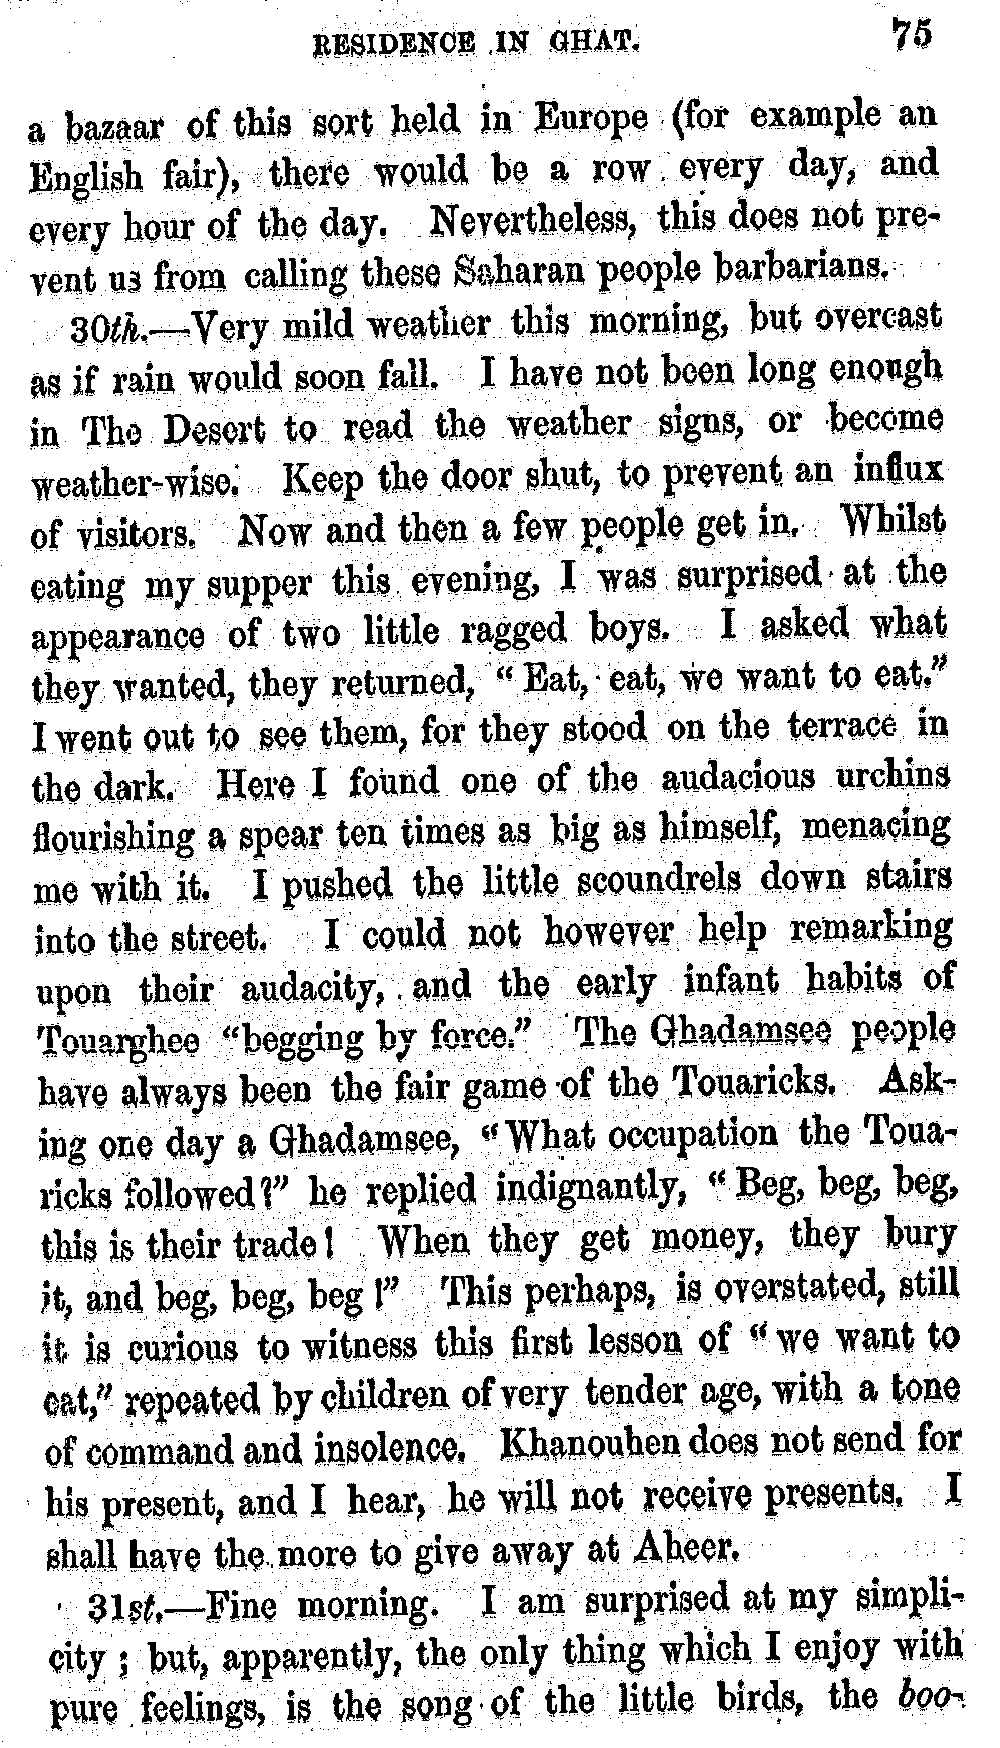 RESIDENCE IN GHAT. 75
a bazaar of this sort held in Europe (for example an
English fair), there would be a row every day, and
every hour of the day. Nevertheless, this does not pre-
vent us from calling these Saharan people barbarians.
30th.—Very mild weather this morning, but overcast
as if rain would soon fall. I have not been long enough
in The Desert to read the weather signs, or become
weather-wise. Keep the door shut, to prevent an influx
of visitors. Now and then a few people get in. Whilst
eating my supper this evening, I was surprised at the
appearance of two little ragged boys. I asked what
they wanted, they returned, “Eat, eat, we want to eat.”
I went out to see them, for they stood on the terrace in
the dark. Here I found one of the audacious urchins
flourishing a spear ten times as big as himself, menacing
me with it. I pushed the little scoundrels down stairs
into the street. I could not however help remarking
upon their audacity, and the early infant habits of
Touarghee “begging by force.” The Ghadamsee people
have always been the fair game of the Touaricks. Ask-
ing one day a Ghadamsee, “What occupation the Toua-
ricks followed?” he replied indignantly, “Beg, beg, beg,
this is their trade! When they get money, they bury
it, and beg, beg, beg!” This perhaps, is overstated, still
it is curious to witness this first lesson of “we want to
eat,” repeated by children of very tender age, with a tone
of command and insolence. Khanouhen does not send for
his present, and I hear, he will not receive presents. I
shall have the more to give away at Aheer.
31st.—Fine morning. I am surprised at my simpli-
city; but, apparently, the only thing which I enjoy with
pure feelings, is the song of the little birds, the boo-